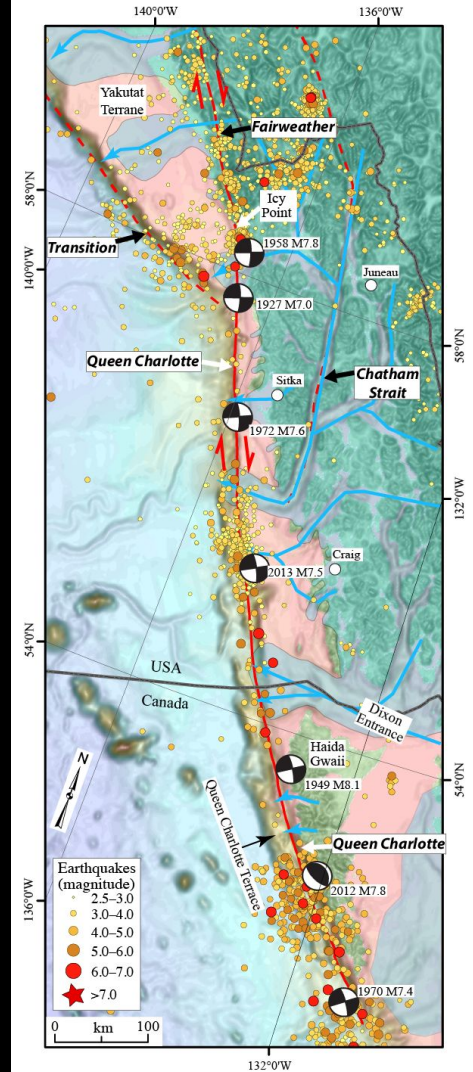 140°0'W
136°0'W
Yakutat
Terrane
Fairweather
58°0'N
Icy
Point
Transition
1958 M7.8
140°0'W
Juneau
1927 M7.0
58°0'N
Queen Charlotte
Chatham
Strait
Sitka
1972 M7.6
132°0'W
Craig
2013 M7.5
54°0'N
USA
Canada
Dixon
Entrance
Haida
Gwaii
N
1949 M8.1
54°0'N
Queen Charlotte
Terrace
Queen Charlotte
Earthquakes
(magnitude)
2.5–3.0
3.0–4.0
4.0–5.0
5.0–6.0
6.0–7.0
>7.0
2012 M7.8
136°0'W
1970 M7.4
0 km 100
132°0'W